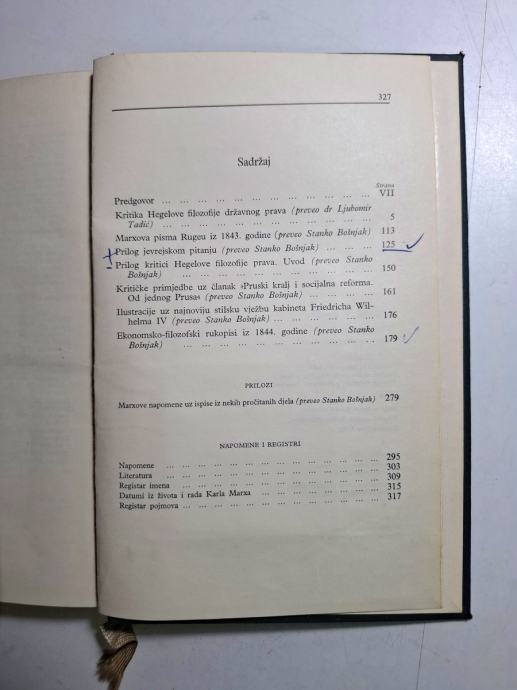 327
Sadržaj
Strana
Predgovor ... ... ... ... ... ... ... ... ... ... ... ... ... ... VII
Kritika Hegelove filozofije državnog prava (preveo dr Ljubomir
Tadić) ... ... ... ... ... ... ... ... ... ... ... ... ... ... 5
Marxova pisma Rugeu iz 1843. godine (preveo Stanko Bošnjak) 113
Prilog jevrejskom pitanju (preveo Stanko Bošnjak) ... ... ... 125
Prilog kritici Hegelove filozofije prava. Uvod (preveo Stanko
Bošnjak) ... ... ... ... ... ... ... ... ... ... ... ... ... 150
Kritičke primjedbe uz članak »Pruski kralj i socijalna reforma.
Od jednog Prusa« (preveo Stanko Bošnjak) ... ... ... ... 161
Ilustracije uz najnoviju stilsku vježbu kabineta Friedricha Wil-
helma IV (preveo Stanko Bošnjak) ... ... ... ... ... ... 176
Ekonomsko-filozofski rukopisi iz 1844. godine (preveo Stanko
Bošnjak) ... ... ... ... ... ... ... ... ... ... ... ... ... 179
PRILOZI
Marxove napomene uz ispise iz nekih pročitanih djela (preveo Stanko Bošnjak) 279
NAPOMENE I REGISTRI
Napomene ... ... ... ... ... ... ... ... ... ... ... ... ... ... 295
Literatura ... ... ... ... ... ... ... ... ... ... ... ... ... ... 303
Registar imena ... ... ... ... ... ... ... ... ... ... ... ... ... 309
Datumi iz života i rada Karla Marxa ... ... ... ... ... ... ... ... 315
Registar pojmova ... ... ... ... ... ... ... ... ... ... ... ... ... 317